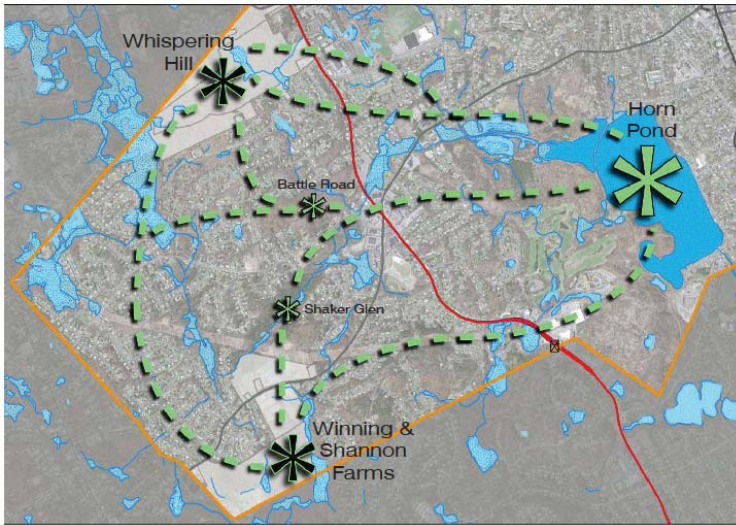 Whispering
Hill
Horn
Pond
Battle Road
Shaker Glen
Winning &
Shannon
Farms